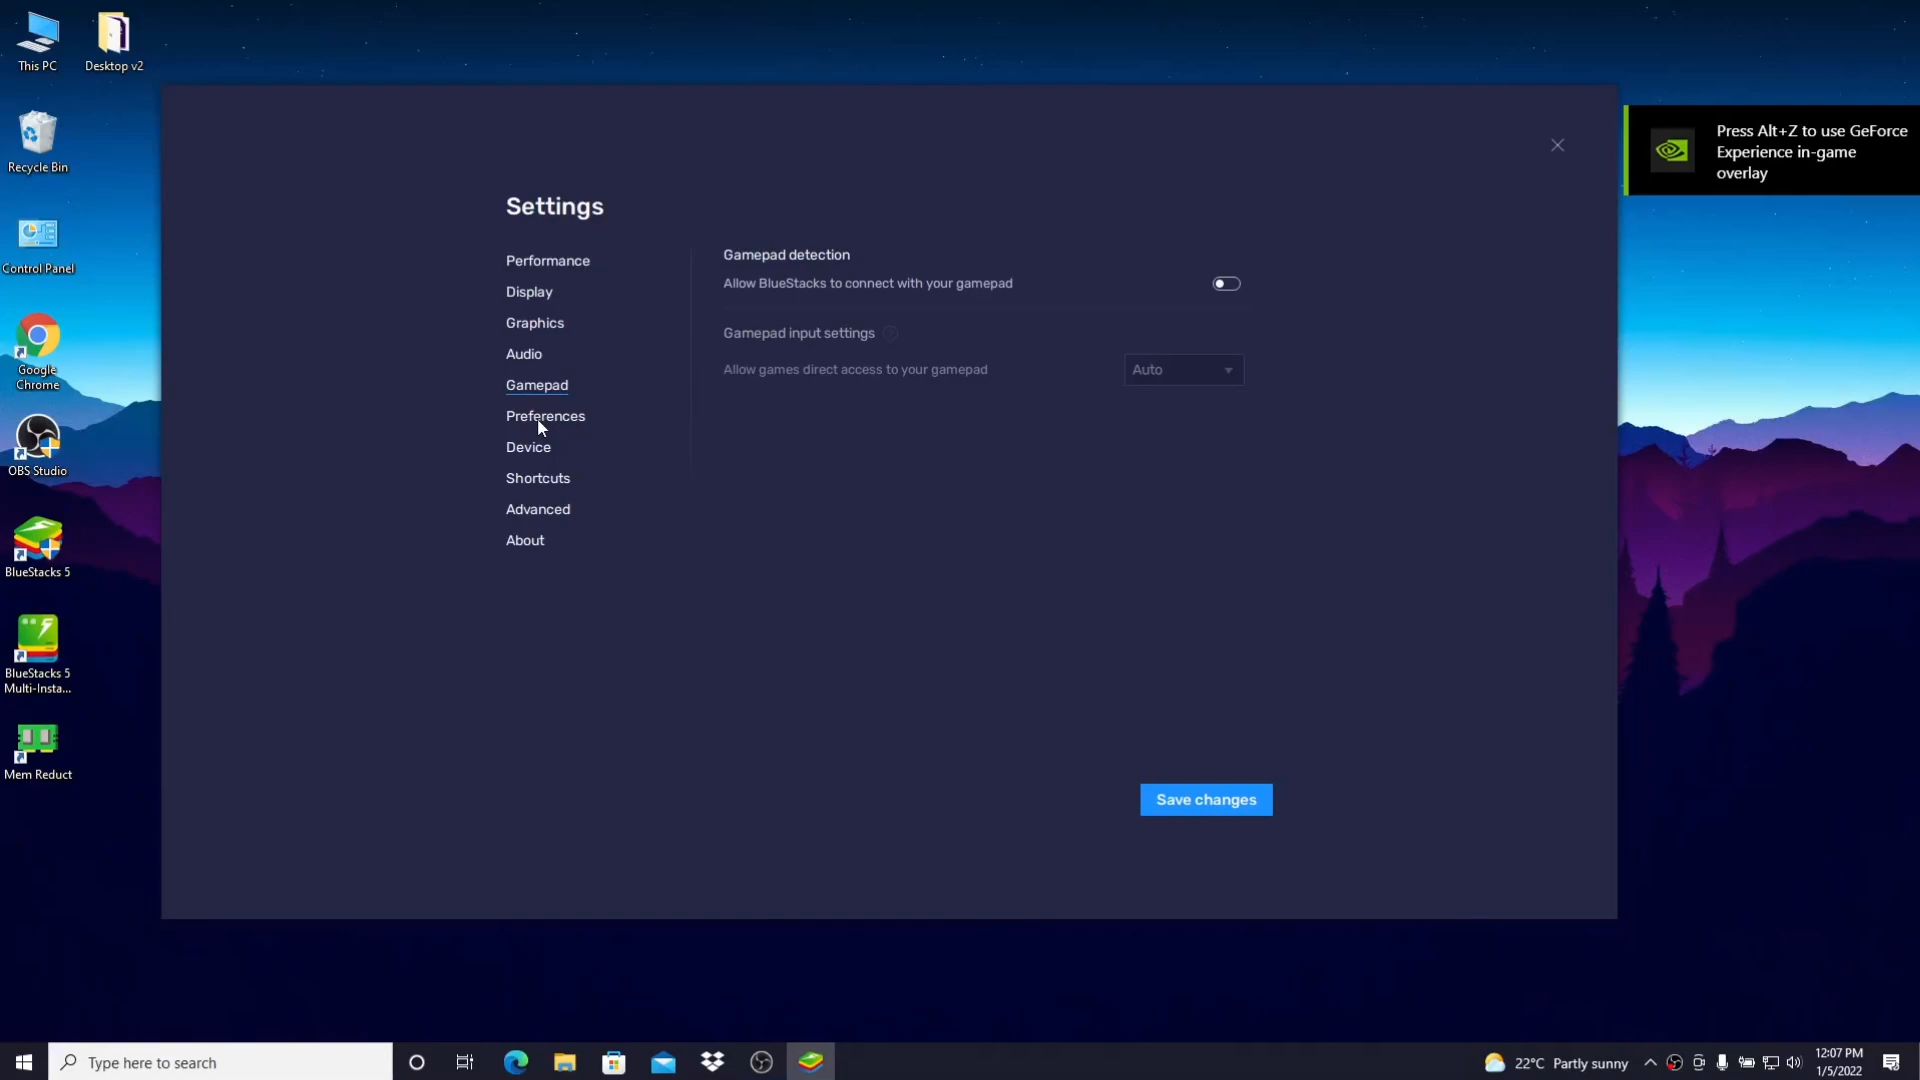 This PC
Desktop v2
Recycle Bin
Control Panel
Google
Chrome
OBS Studio
BlueStacks 5
BlueStacks 5
Multi-Insta...
Mem Reduct
Press Alt+Z to use GeForce
Experience in-game
overlay
Settings
Performance
Display
Graphics
Audio
Gamepad
Preferences
Device
Shortcuts
Advanced
About
Gamepad detection
Allow BlueStacks to connect with your gamepad
Gamepad input settings ?
Allow games direct access to your gamepad
Auto
Save changes
Type here to search
22°C Partly sunny
12:07 PM
1/5/2022